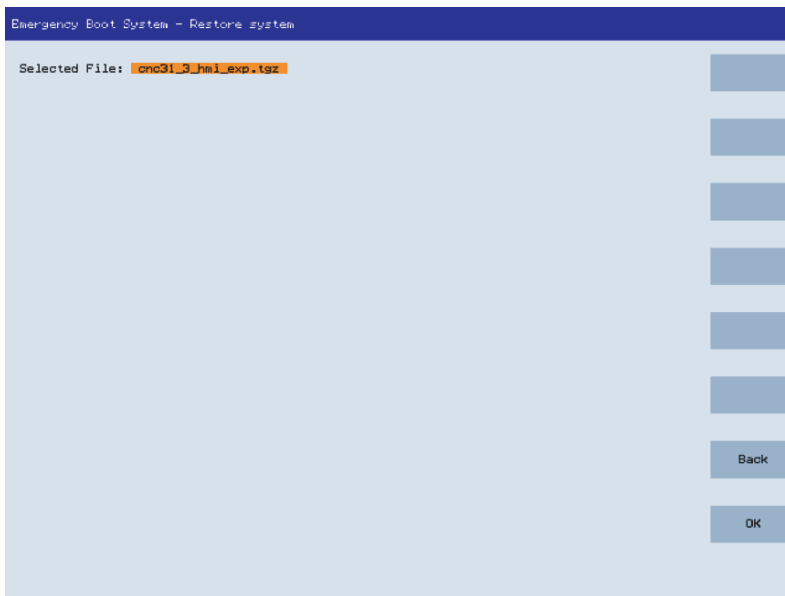 Emergency Boot System - Restore system
Selected File: cnc31_3_hmi_exp.tgz
Back
OK